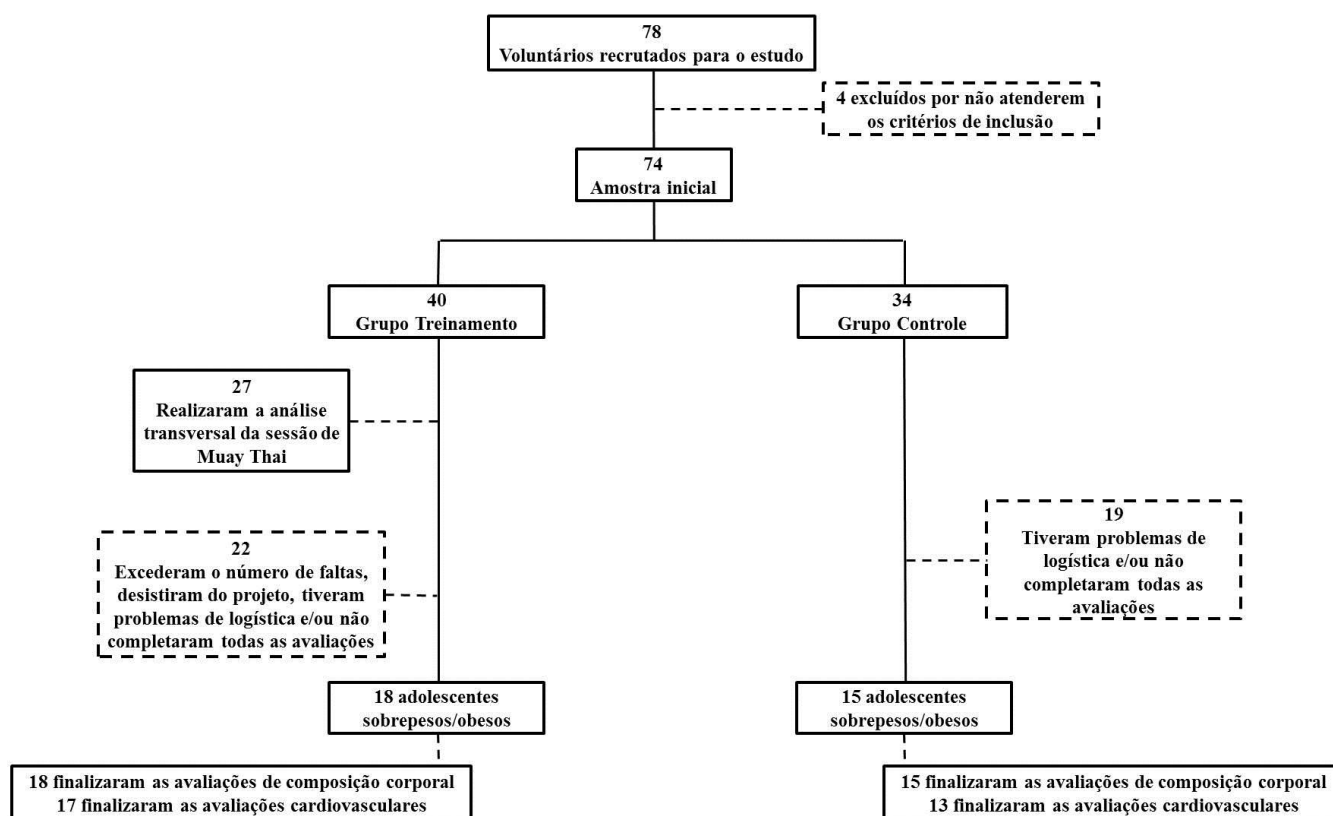 78
Voluntários recrutados para o estudo
4 excluídos por não atenderem
os critérios de inclusão
74
Amostra inicial
40
Grupo Treinamento
34
Grupo Controle
27
Realizaram a análise
transversal da sessão de
Muay Thai
22
Excederam o número de faltas,
desistiram do projeto, tiveram
problemas de logística e/ou não
completaram todas as avaliações
19
Tiveram problemas de
logística e/ou não
completaram todas as
avaliações
18 adolescentes
sobrepesos/obesos
15 adolescentes
sobrepesos/obesos
18 finalizaram as avaliações de composição corporal
17 finalizaram as avaliações cardiovasculares
15 finalizaram as avaliações de composição corporal
13 finalizaram as avaliações cardiovasculares